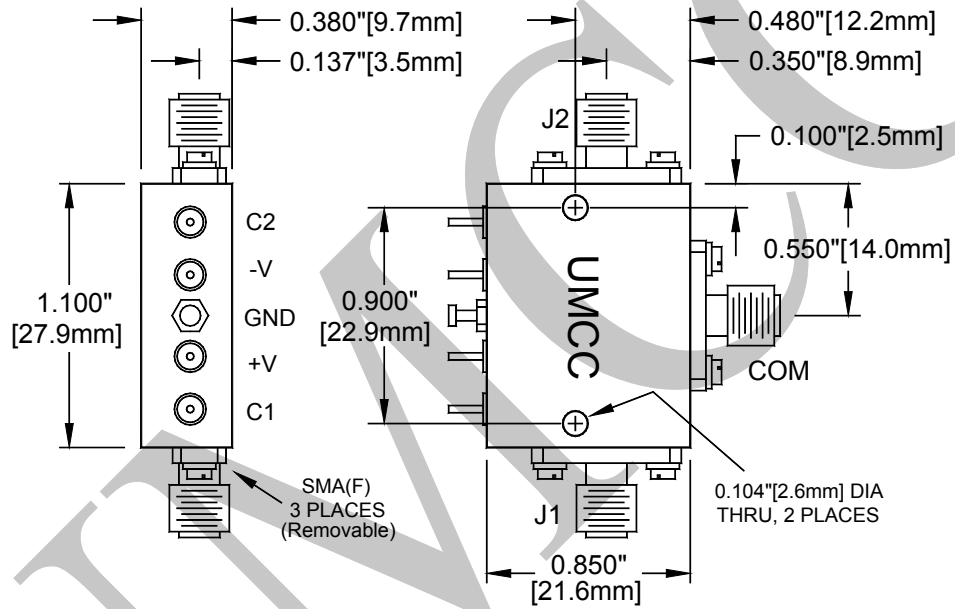 0.380"[9.7mm]
0.137"[3.5mm]
0.480"[12.2mm]
0.350"[8.9mm]
J2
0.100"[2.5mm]
C2
-V
GND
+V
C1
1.100"
[27.9mm]
0.900"
[22.9mm]
UMCC
0.550"[14.0mm]
COM
SMA(F)
3 PLACES
(Removable)
J1
0.104"[2.6mm] DIA
THRU, 2 PLACES
0.850"
[21.6mm]
UMCC